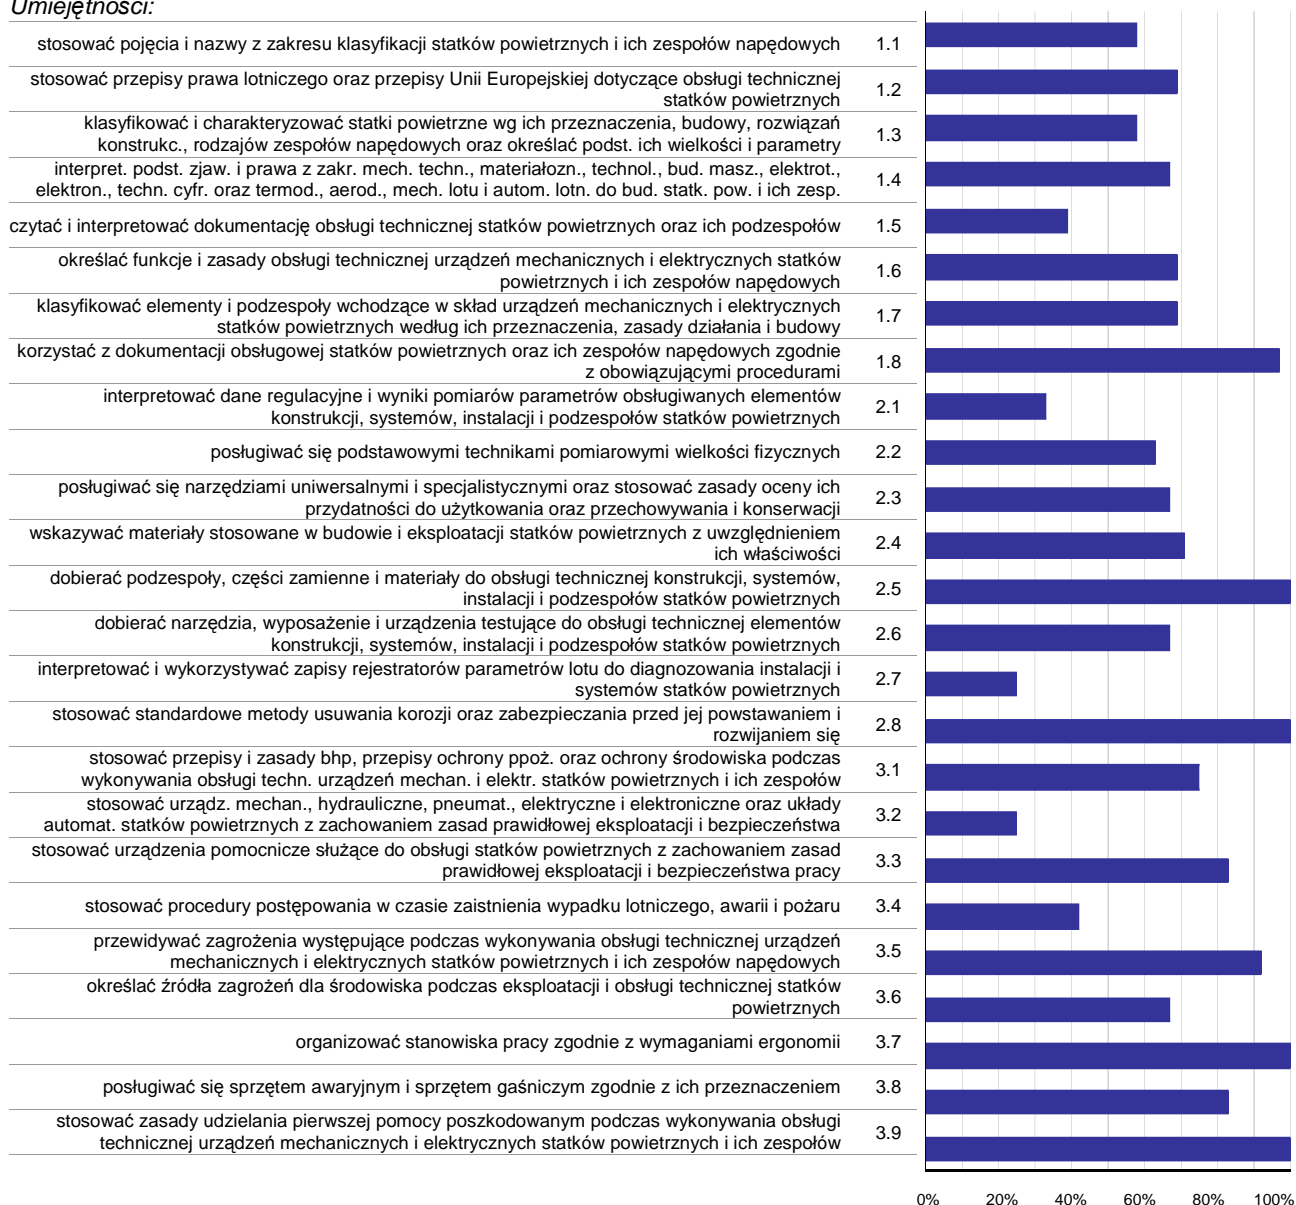 Umiejętności:
stosować pojęcia i nazwy z zakresu klasyfikacji statków powietrznych i ich zespołów napędowych 1.1
stosować przepisy prawa lotniczego oraz przepisy Unii Europejskiej dotyczące obsługi technicznej
statków powietrznych 1.2
klasyfikować i charakteryzować statki powietrzne wg ich przeznaczenia, budowy, rozwiązań
konstrukc., rodzajów zespołów napędowych oraz określać podst. ich wielkości i parametry 1.3
interpret. podst. zjaw. i prawa z zakr. mech. techn., materiałozn., technol., bud. masz., elektrot.,
elektron., techn. cyfr. oraz termod., aerod., mech. lotu i autom. lotn. do bud. statk. pow. i ich zesp. 1.4
czytać i interpretować dokumentację obsługi technicznej statków powietrznych oraz ich podzespołów 1.5
określać funkcje i zasady obsługi technicznej urządzeń mechanicznych i elektrycznych statków
powietrznych i ich zespołów napędowych 1.6
klasyfikować elementy i podzespoły wchodzące w skład urządzeń mechanicznych i elektrycznych
statków powietrznych według ich przeznaczenia, zasady działania i budowy 1.7
korzystać z dokumentacji obsługowej statków powietrznych oraz ich zespołów napędowych zgodnie
z obowiązującymi procedurami 1.8
interpretować dane regulacyjne i wyniki pomiarów parametrów obsługiwanych elementów
konstrukcji, systemów, instalacji i podzespołów statków powietrznych 2.1
posługiwać się podstawowymi technikami pomiarowymi wielkości fizycznych 2.2
posługiwać się narzędziami uniwersalnymi i specjalistycznymi oraz stosować zasady oceny ich
przydatności do użytkowania oraz przechowywania i konserwacji 2.3
wskazywać materiały stosowane w budowie i eksploatacji statków powietrznych z uwzględnieniem
ich właściwości 2.4
dobierać podzespoły, części zamienne i materiały do obsługi technicznej konstrukcji, systemów,
instalacji i podzespołów statków powietrznych 2.5
dobierać narzędzia, wyposażenie i urządzenia testujące do obsługi technicznej elementów
konstrukcji, systemów, instalacji i podzespołów statków powietrznych 2.6
interpretować i wykorzystywać zapisy rejestratorów parametrów lotu do diagnozowania instalacji i
systemów statków powietrznych 2.7
stosować standardowe metody usuwania korozji oraz zabezpieczania przed jej powstawaniem i
rozwijaniem się 2.8
stosować przepisy i zasady bhp, przepisy ochrony ppoż. oraz ochrony środowiska podczas
wykonywania obsługi techn. urządzeń mechan. i elektr. statków powietrznych i ich zespołów 3.1
stosować urządz. mechan., hydrauliczne, pneumat., elektryczne i elektroniczne oraz układy
automat. statków powietrznych z zachowaniem zasad prawidłowej eksploatacji i bezpieczeństwa 3.2
stosować urządzenia pomocnicze służące do obsługi statków powietrznych z zachowaniem zasad
prawidłowej eksploatacji i bezpieczeństwa pracy 3.3
stosować procedury postępowania w czasie zaistnienia wypadku lotniczego, awarii i pożaru 3.4
przewidywać zagrożenia występujące podczas wykonywania obsługi technicznej urządzeń
mechanicznych i elektrycznych statków powietrznych i ich zespołów napędowych 3.5
określać źródła zagrożeń dla środowiska podczas eksploatacji i obsługi technicznej statków
powietrznych 3.6
organizować stanowiska pracy zgodnie z wymaganiami ergonomii 3.7
posługiwać się sprzętem awaryjnym i sprzętem gaśniczym zgodnie z ich przeznaczeniem 3.8
stosować zasady udzielania pierwszej pomocy poszkodowanym podczas wykonywania obsługi
technicznej urządzeń mechanicznych i elektrycznych statków powietrznych i ich zespołów 3.9
0% 20% 40% 60% 80% 100%